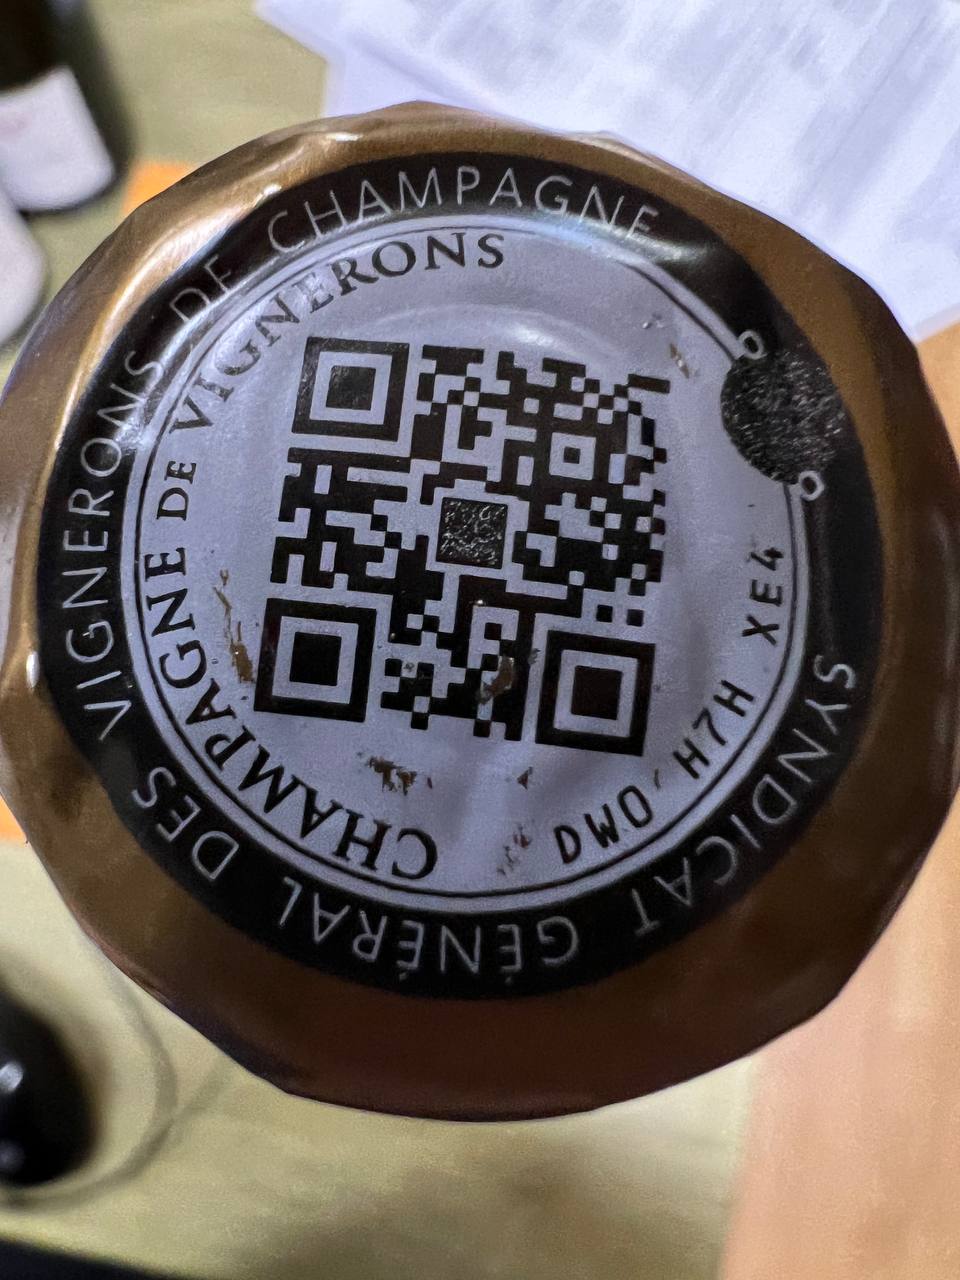 SYNDICAT GÉNÉRAL DES VIGNERONS DE CHAMPAGNE
CHAMPAGNE DE VIGNERONS
DWO H7H XE4